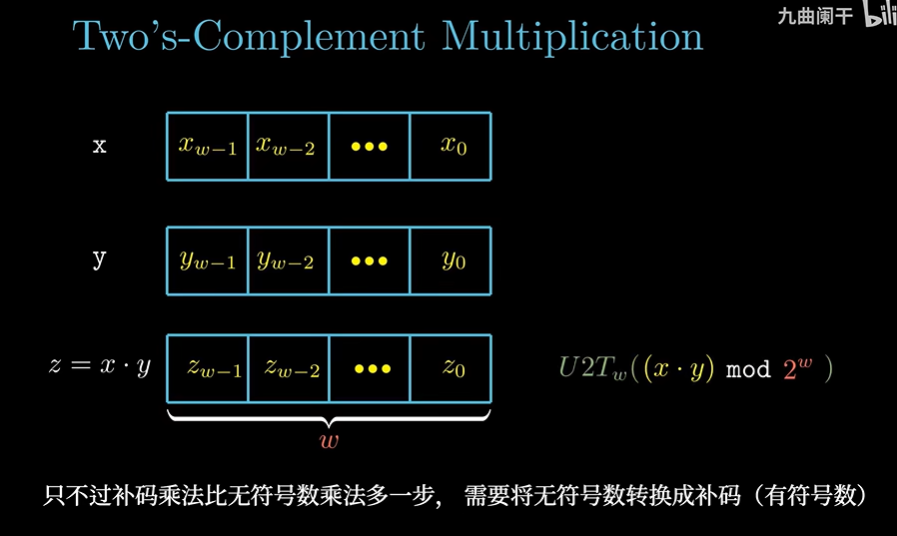 九曲阑干 bili
Two's-Complement Multiplication
x x_{w-1} x_{w-2} ••• x_0
y y_{w-1} y_{w-2} ••• y_0
z = x · y z_{w-1} z_{w-2} ••• z_0 U2T_w((x · y) mod 2^w )
w
只不过补码乘法比无符号数乘法多一步， 需要将无符号数转换成补码（有符号数）